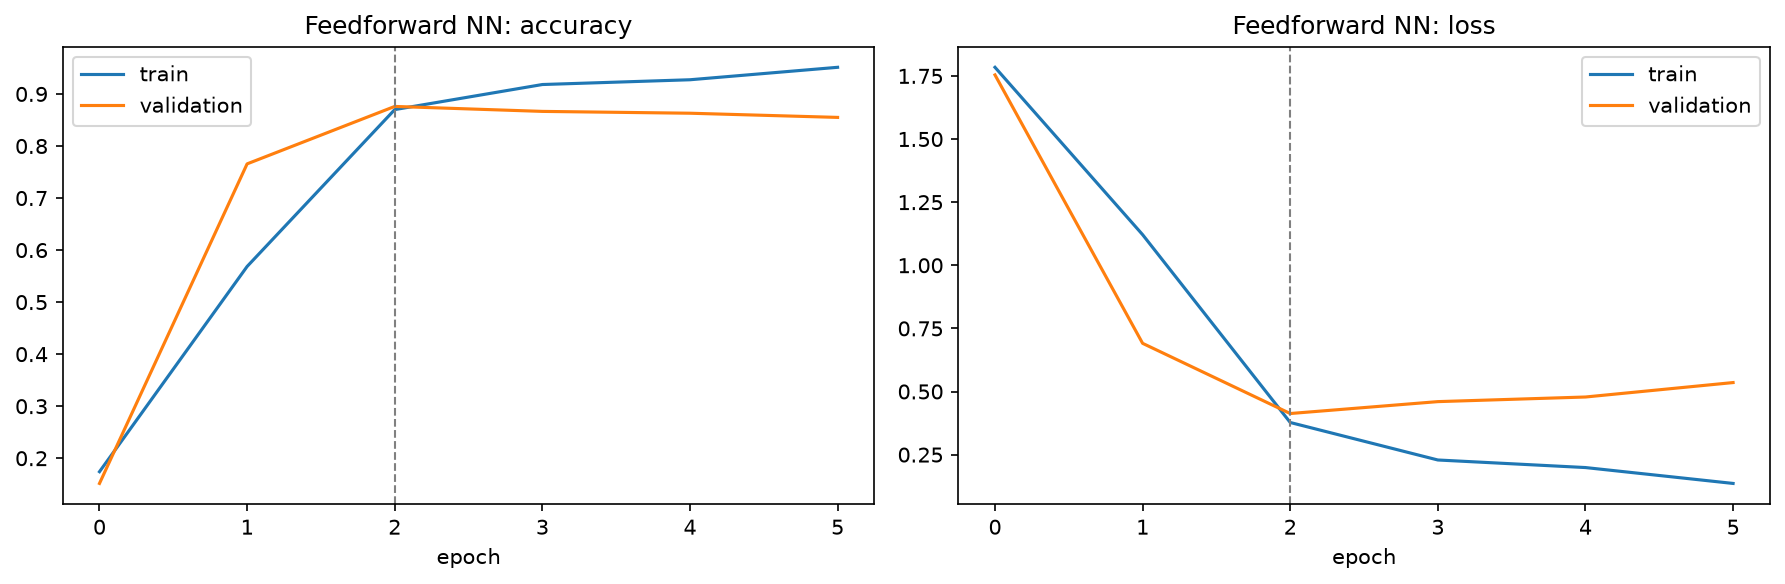 Feedforward NN: accuracy
train
validation
0.9
0.8
0.7
0.6
0.5
0.4
0.3
0.2
0 1 2 3 4 5
epoch
Feedforward NN: loss
train
validation
1.75
1.50
1.25
1.00
0.75
0.50
0.25
0 1 2 3 4 5
epoch